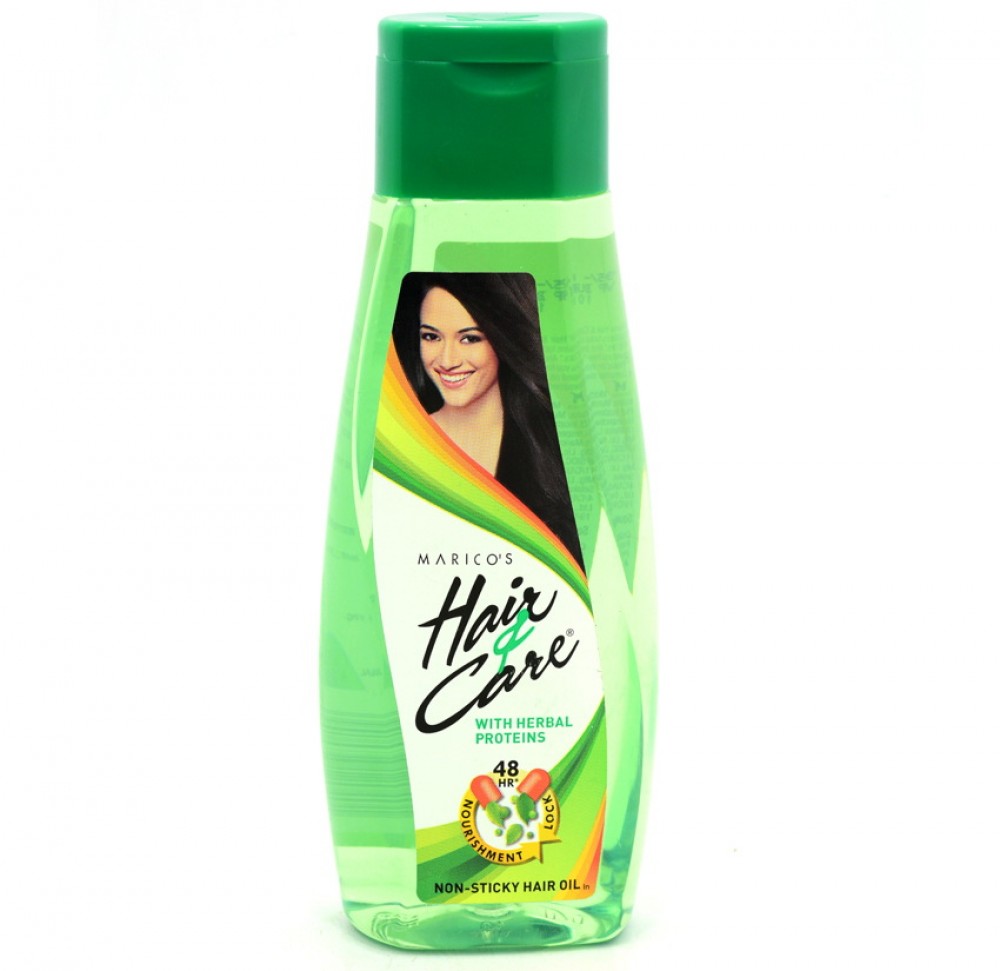 MARICO'S
Hair
&
Care®
WITH HERBAL
PROTEINS
48
HR*
NOURISHMENT LOCK
NON-STICKY HAIR OIL